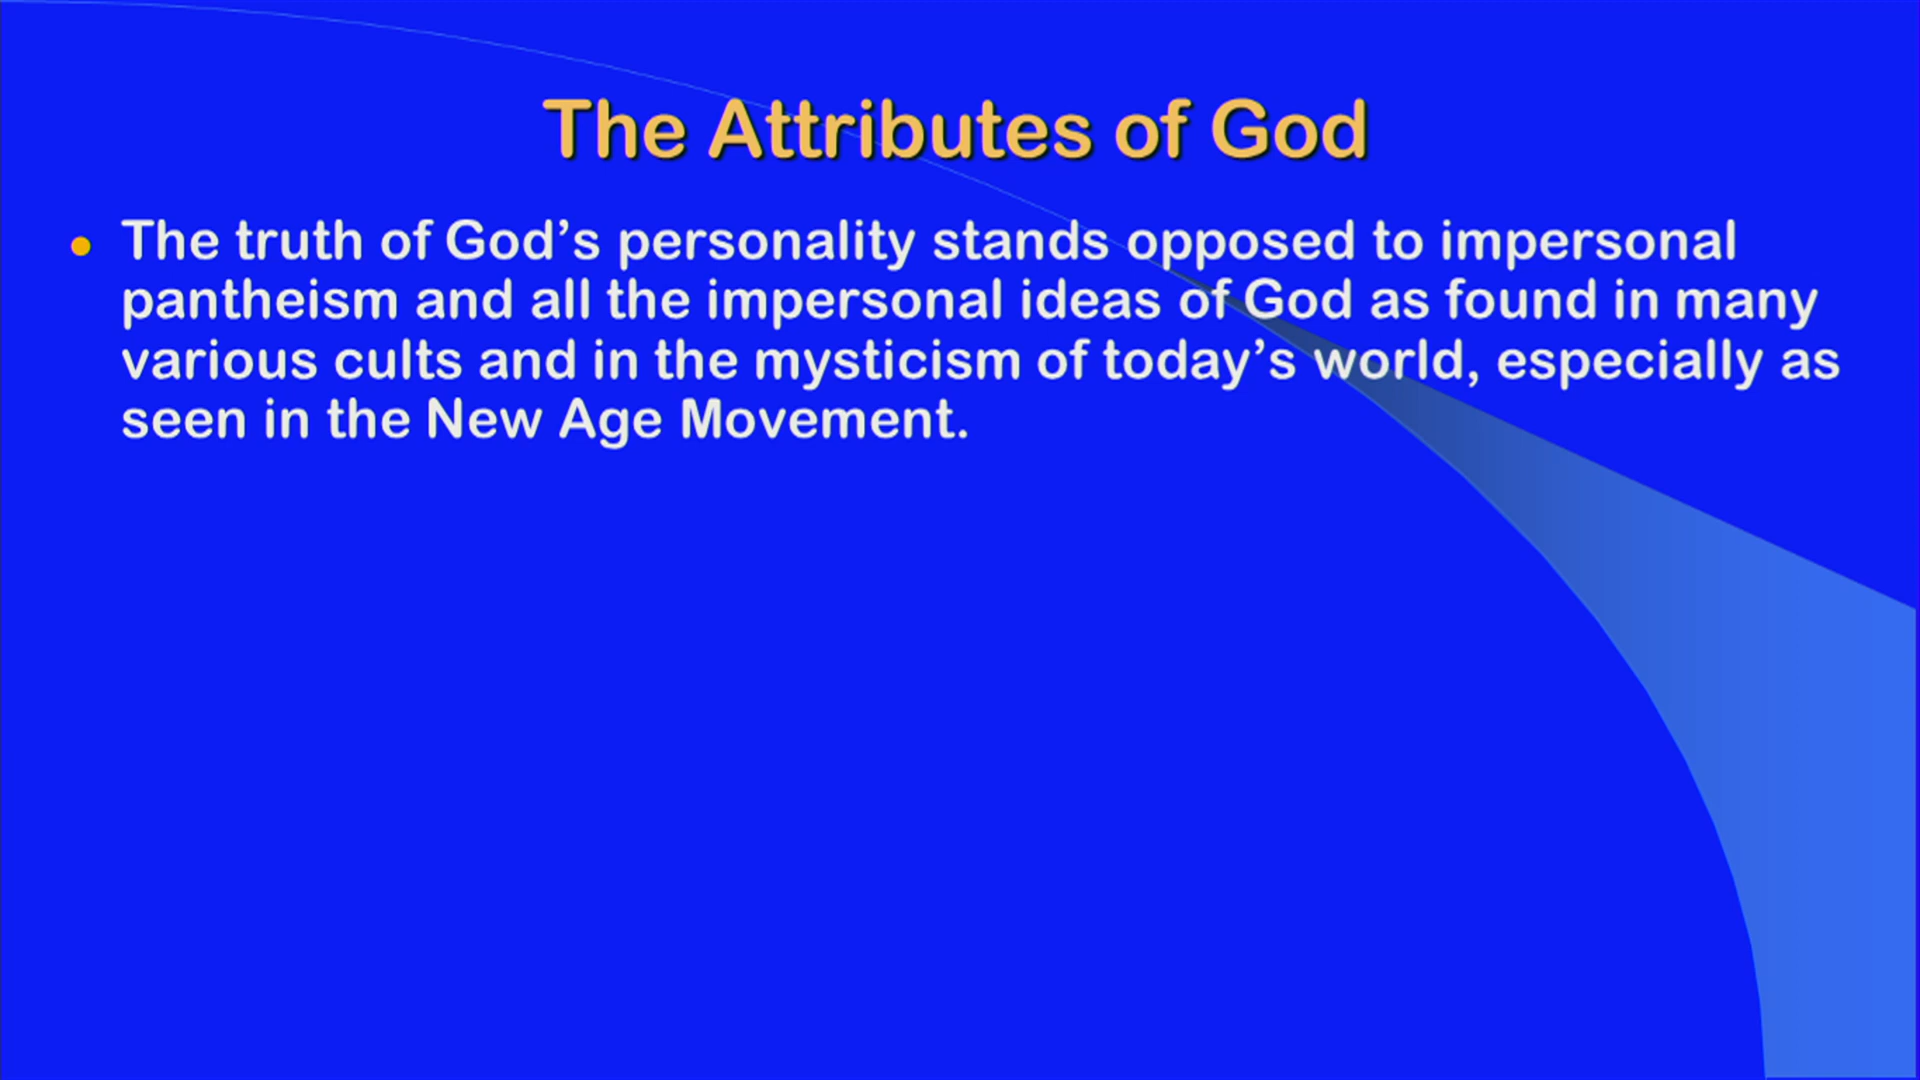 The Attributes of God
• The truth of God’s personality stands opposed to impersonal
pantheism and all the impersonal ideas of God as found in many
various cults and in the mysticism of today’s world, especially as
seen in the New Age Movement.